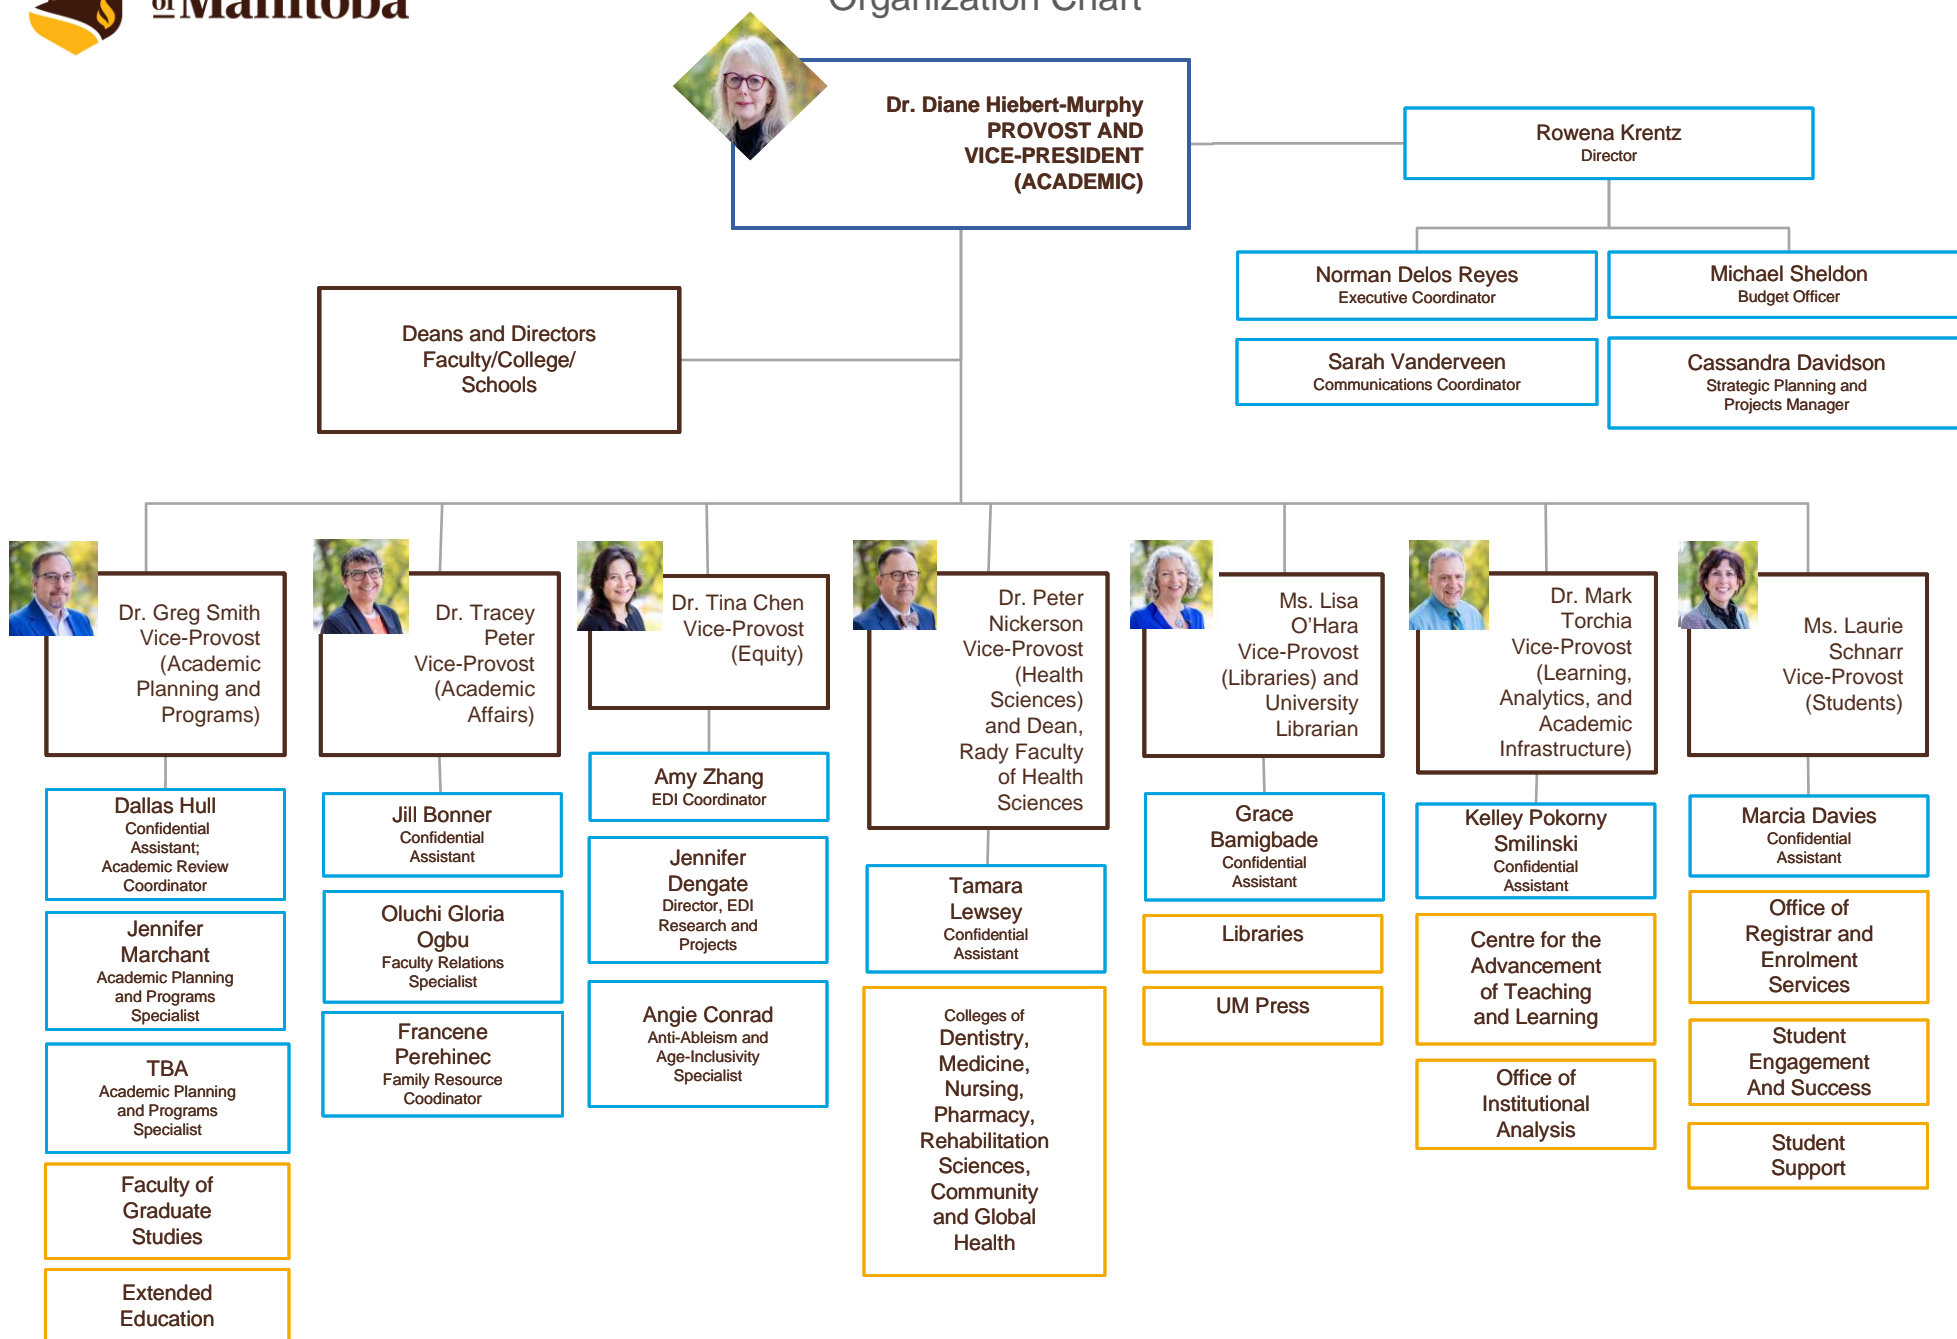 of Manitoba
Organization Chart
Dr. Diane Hiebert-Murphy
PROVOST AND
VICE-PRESIDENT
(ACADEMIC)
Rowena Krentz
Director
Norman Delos Reyes
Executive Coordinator
Michael Sheldon
Budget Officer
Sarah Vanderveen
Communications Coordinator
Cassandra Davidson
Strategic Planning and
Projects Manager
Deans and Directors
Faculty/College/
Schools
Dr. Greg Smith
Vice-Provost
(Academic
Planning and
Programs)
Dallas Hull
Confidential
Assistant;
Academic Review
Coordinator
Jennifer
Marchant
Academic Planning
and Programs
Specialist
TBA
Academic Planning
and Programs
Specialist
Faculty of
Graduate
Studies
Extended
Education
Dr. Tracey
Peter
Vice-Provost
(Academic
Affairs)
Jill Bonner
Confidential
Assistant
Oluchi Gloria
Ogbu
Faculty Relations
Specialist
Francene
Perehinec
Family Resource
Coodinator
Dr. Tina Chen
Vice-Provost
(Equity)
Amy Zhang
EDI Coordinator
Jennifer
Dengate
Director, EDI
Research and
Projects
Angie Conrad
Anti-Ableism and
Age-Inclusivity
Specialist
Dr. Peter
Nickerson
Vice-Provost
(Health
Sciences)
and Dean,
Rady Faculty
of Health
Sciences
Tamara
Lewsey
Confidential
Assistant
Colleges of
Dentistry,
Medicine,
Nursing,
Pharmacy,
Rehabilitation
Sciences,
Community
and Global
Health
Ms. Lisa
O'Hara
Vice-Provost
(Libraries) and
University
Librarian
Grace
Bamigbade
Confidential
Assistant
Libraries
UM Press
Dr. Mark
Torchia
Vice-Provost
(Learning,
Analytics, and
Academic
Infrastructure)
Kelley Pokorny
Smilinski
Confidential
Assistant
Centre for the
Advancement
of Teaching
and Learning
Office of
Institutional
Analysis
Ms. Laurie
Schnarr
Vice-Provost
(Students)
Marcia Davies
Confidential
Assistant
Office of
Registrar and
Enrolment
Services
Student
Engagement
And Success
Student
Support